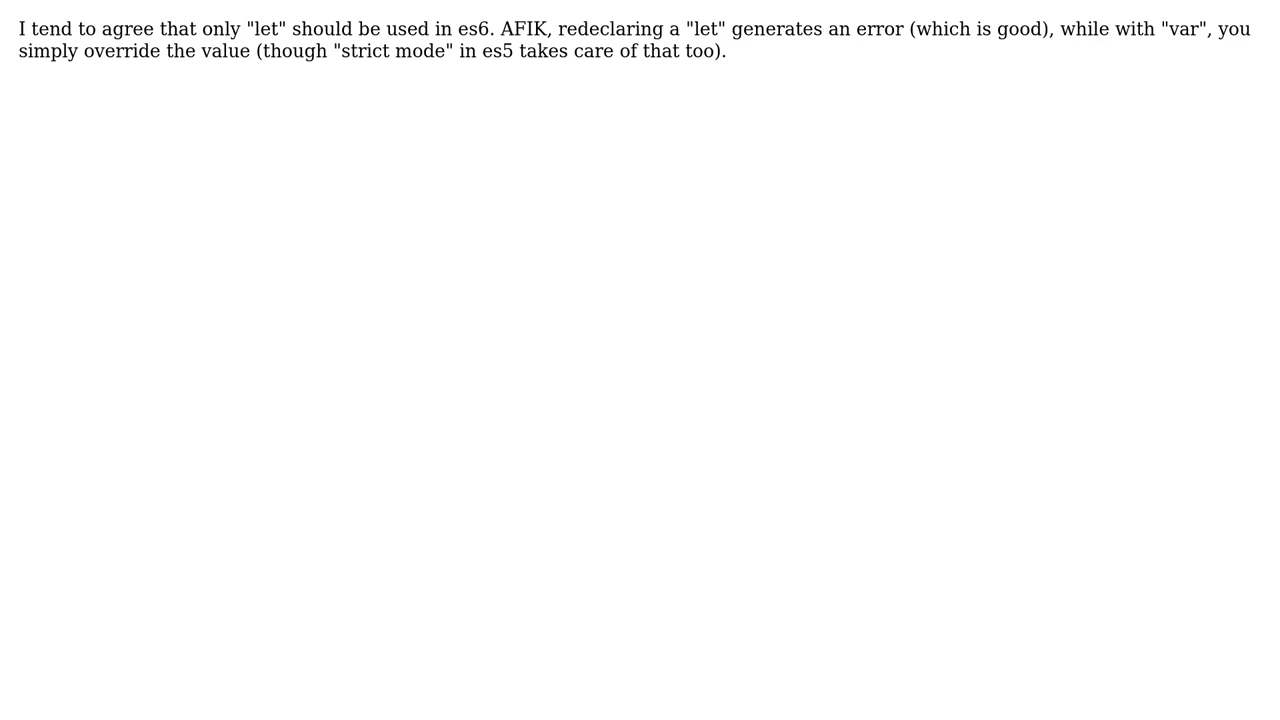 I tend to agree that only "let" should be used in es6. AFIK, redeclaring a "let" generates an error (which is good), while with "var", you
simply override the value (though "strict mode" in es5 takes care of that too).